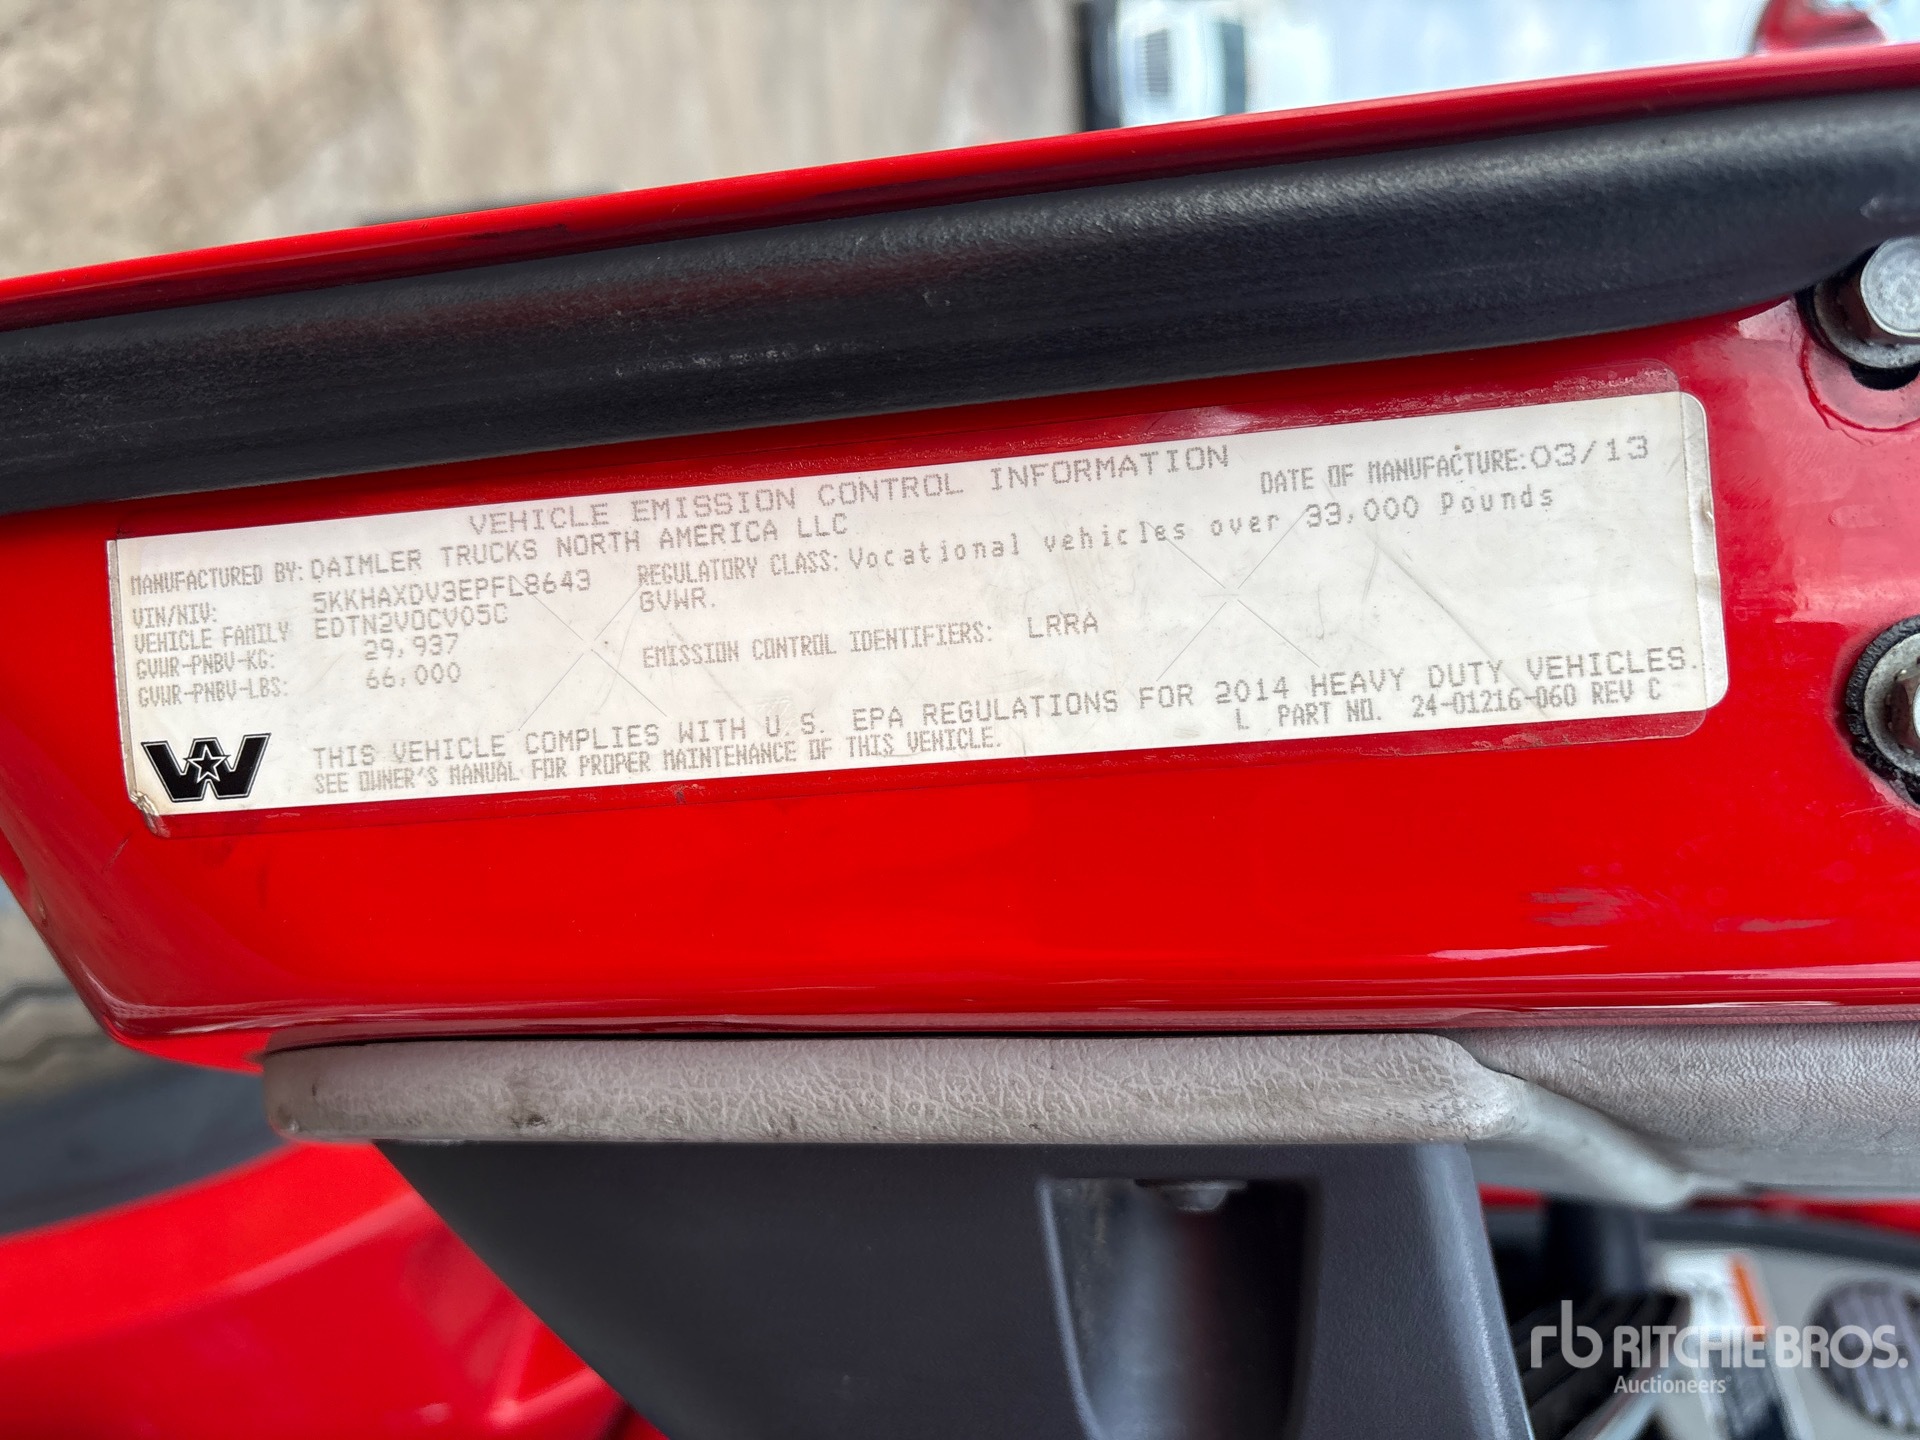 VEHICLE EMISSION CONTROL INFORMATION
DATE OF MANUFACTURE: 03/13
MANUFACTURED BY: DAIMLER TRUCKS NORTH AMERICA LLC
VIN/NIV: 5KKHAXDV3EPFL8643
VEHICLE FAMILY EDTN2VOCV05C
GVWR-PNBV-KG: 29,937
GVWR-PNBV-LBS: 66,000
REGULATORY CLASS: Vocational vehicles over 33,000 Pounds
GVWR.
EMISSION CONTROL IDENTIFIERS: LRRA
THIS VEHICLE COMPLIES WITH U.S. EPA REGULATIONS FOR 2014 HEAVY DUTY VEHICLES.
SEE OWNER'S MANUAL FOR PROPER MAINTENANCE OF THIS VEHICLE.
L PART NO. 24-01216-060 REV C
W
rb RITCHIE BROS.
Auctioneers